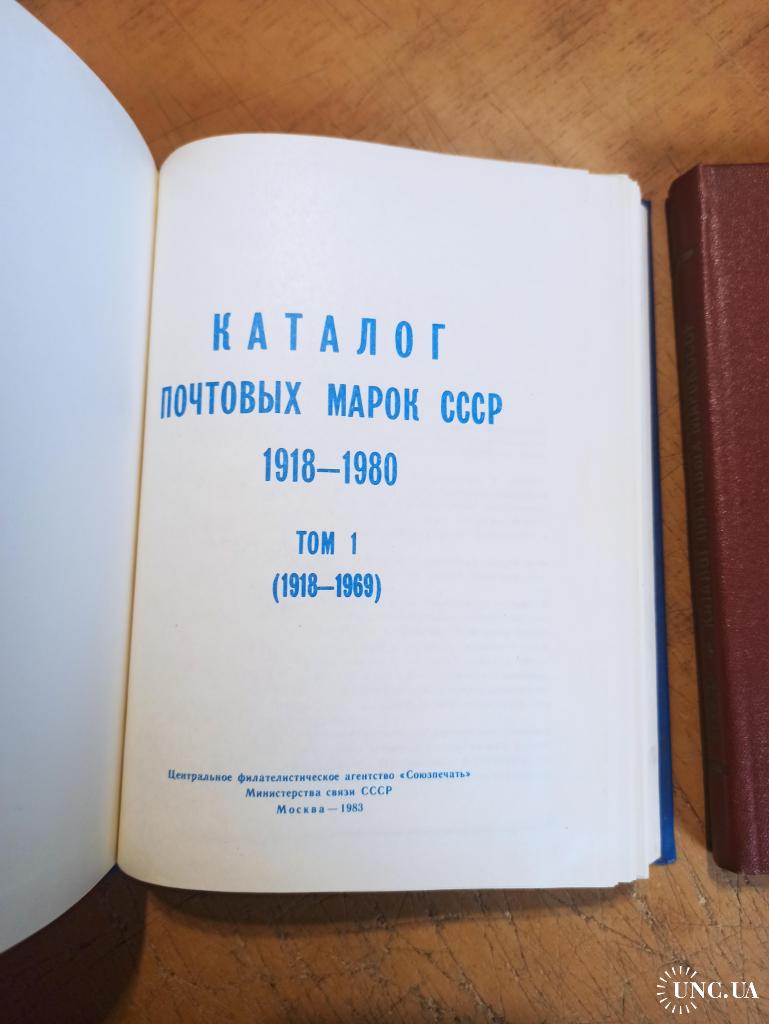 КАТАЛОГ
ПОЧТОВЫХ МАРОК СССР
1918—1980
ТОМ 1
(1918—1969)
Центральное филателистическое агентство «Союзпечать»
Министерства связи СССР
Москва—1983
UNC.UA